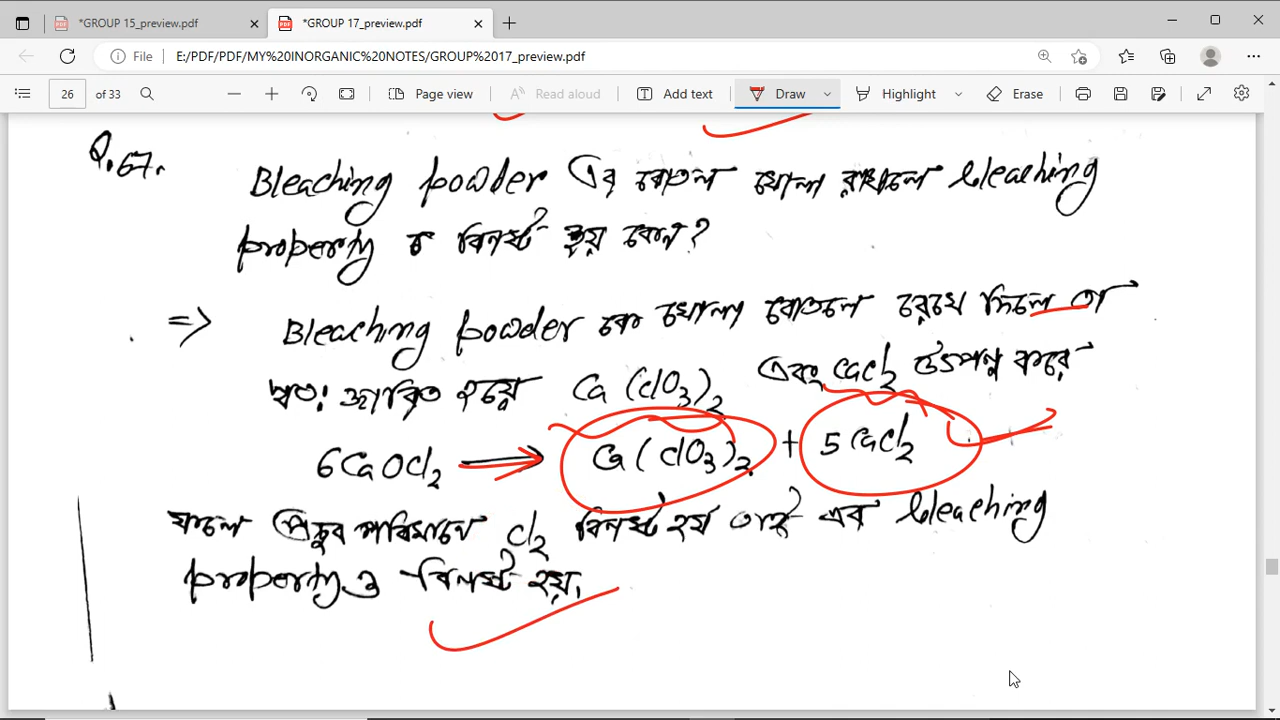 *GROUP 15_preview.pdf
*GROUP 17_preview.pdf
File E:/PDF/PDF/MY%20INORGANIC%20NOTES/GROUP%2017_preview.pdf
26 of 33 Page view Read aloud Add text Draw Highlight Erase
Q.67. Bleaching powder এর বোতল খোলা রাখলে bleaching
property বিনষ্ট হয় কেন?
=> Bleaching powder কে খোলা বোতলে রেখে দিলে তা
স্বতঃ জারিত হয়ে Ca(ClO3)2 এবং CaCl2 উৎপন্ন করে
6CaOCl2 → Ca(ClO3)2 + 5CaCl2
ফলে প্রচুর পরিমানে Cl2 বিনষ্ট হয় তাই এর bleaching
property ও বিনষ্ট হয়।